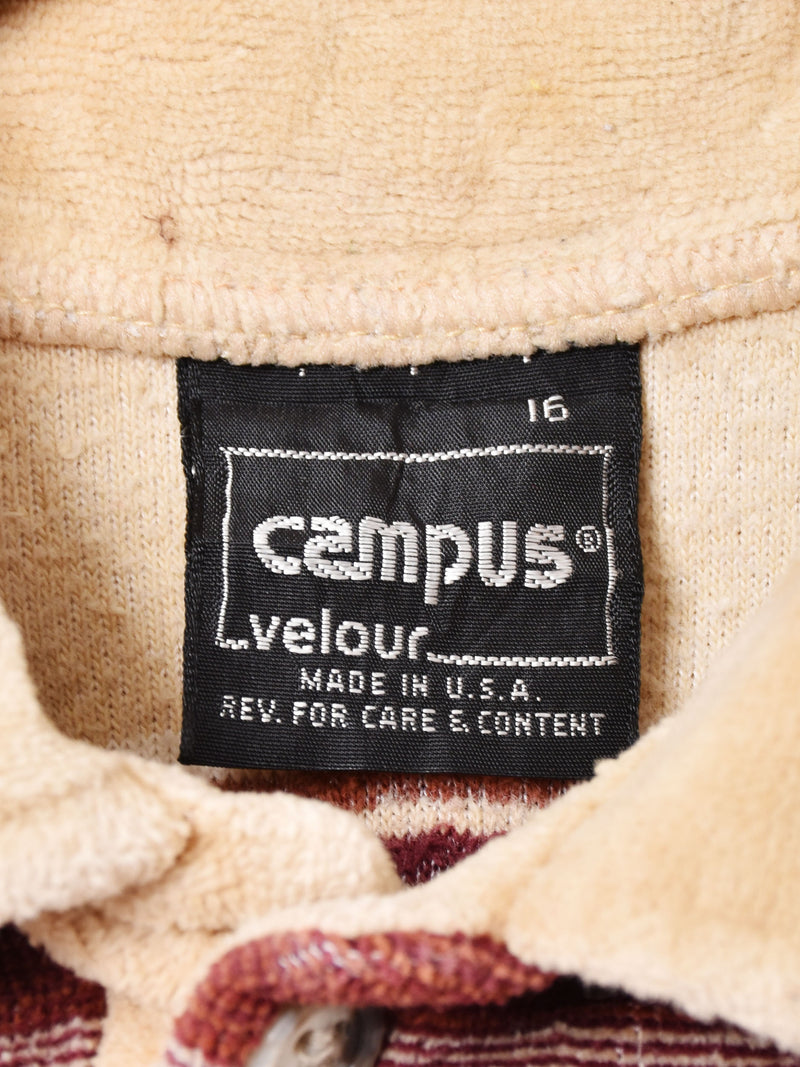 16
campus®
velour
MADE IN U.S.A.
REV. FOR CARE & CONTENT